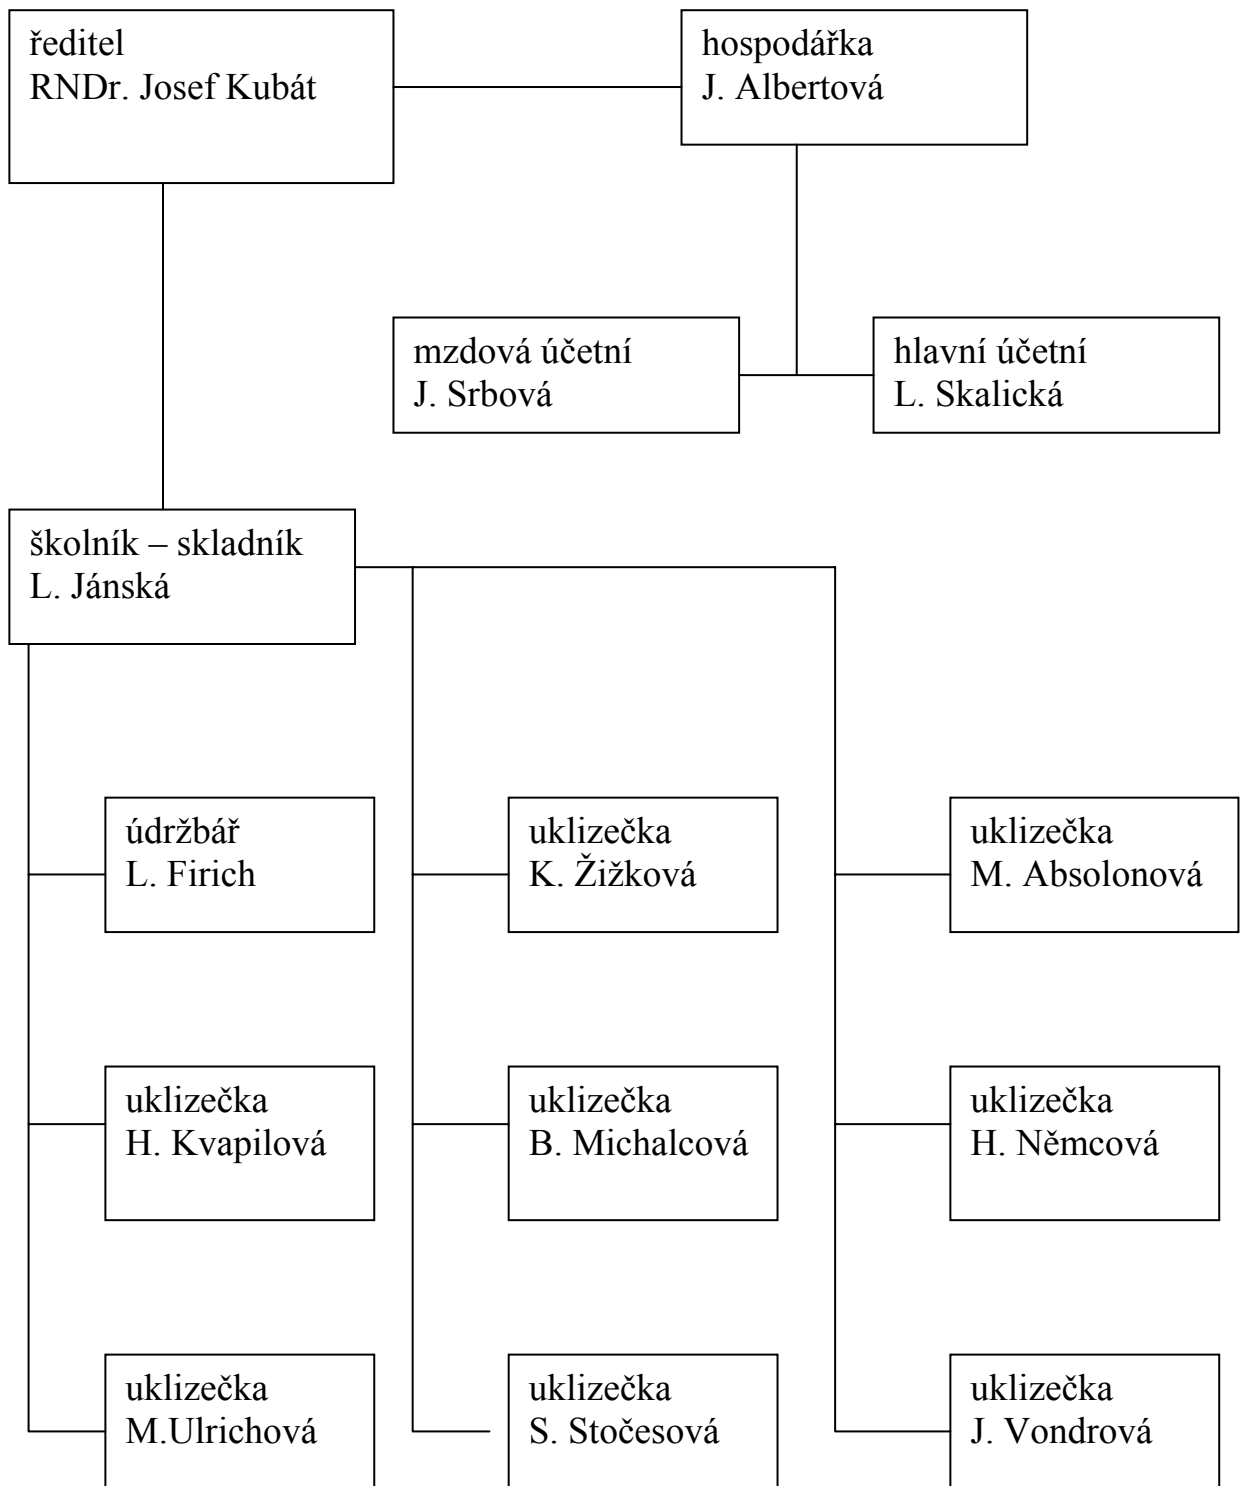 ředitel
RNDr. Josef Kubát
hospodářka
J. Albertová
mzdová účetní
J. Srbová
hlavní účetní
L. Skalická
školník – skladník
L. Jánská
údržbář
L. Firich
uklizečka
K. Žižková
uklizečka
M. Absolonová
uklizečka
H. Kvapilová
uklizečka
B. Michalcová
uklizečka
H. Němcová
uklizečka
M.Ulrichová
uklizečka
S. Stočesová
uklizečka
J. Vondrová